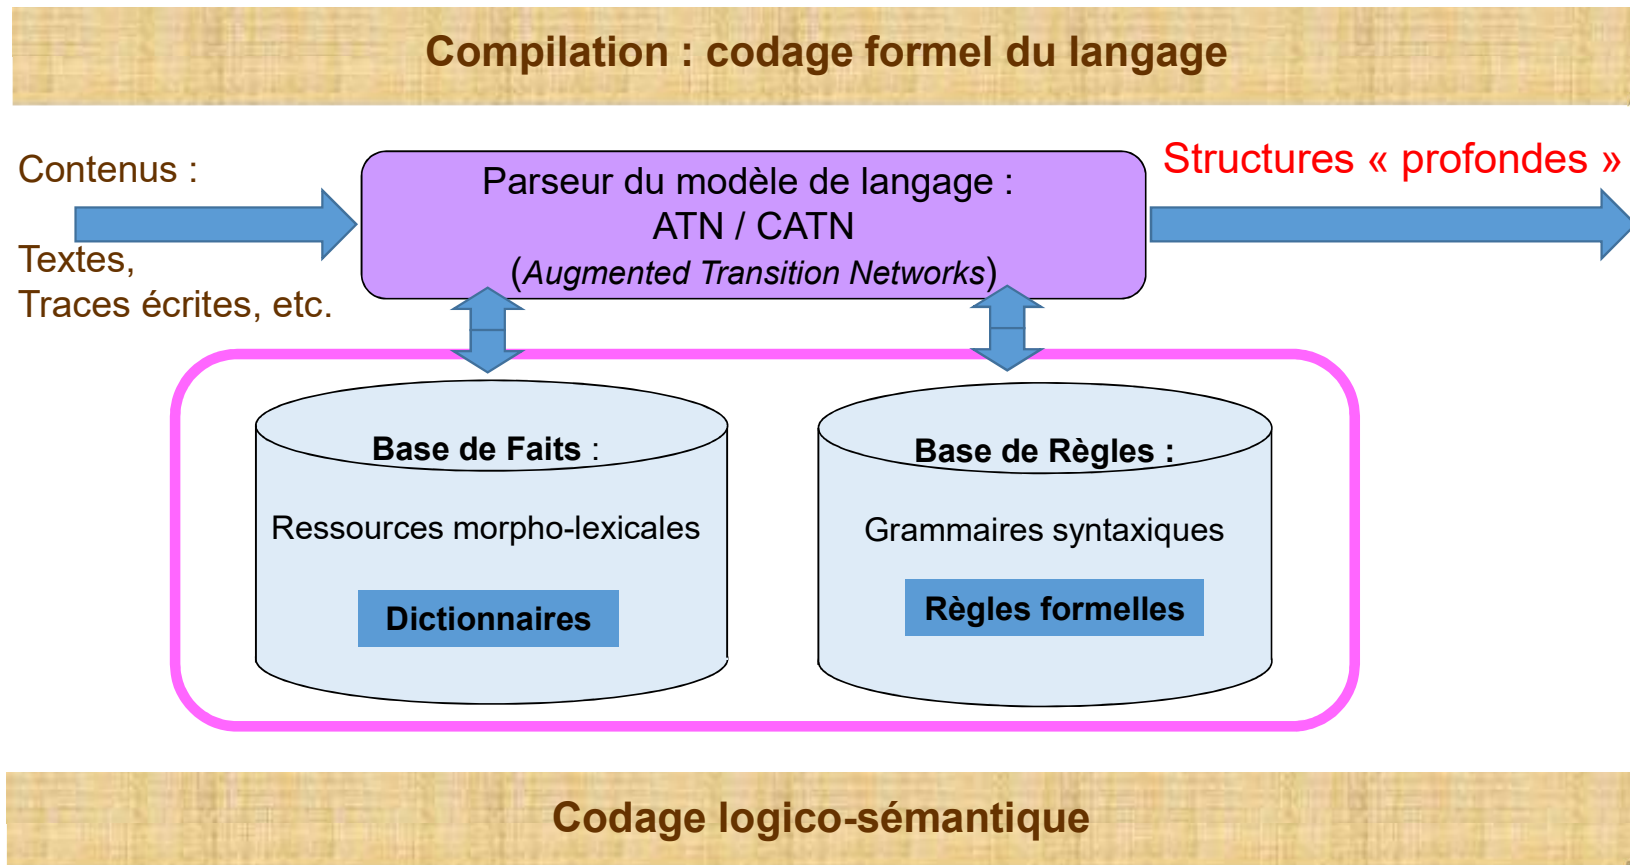 Compilation : codage formel du langage
Contenus :
Textes,
Traces écrites, etc.
Parseur du modèle de langage :
ATN / CATN
(Augmented Transition Networks)
Structures « profondes »
Base de Faits :
Ressources morpho-lexicales
Dictionnaires
Base de Règles :
Grammaires syntaxiques
Règles formelles
Codage logico-sémantique